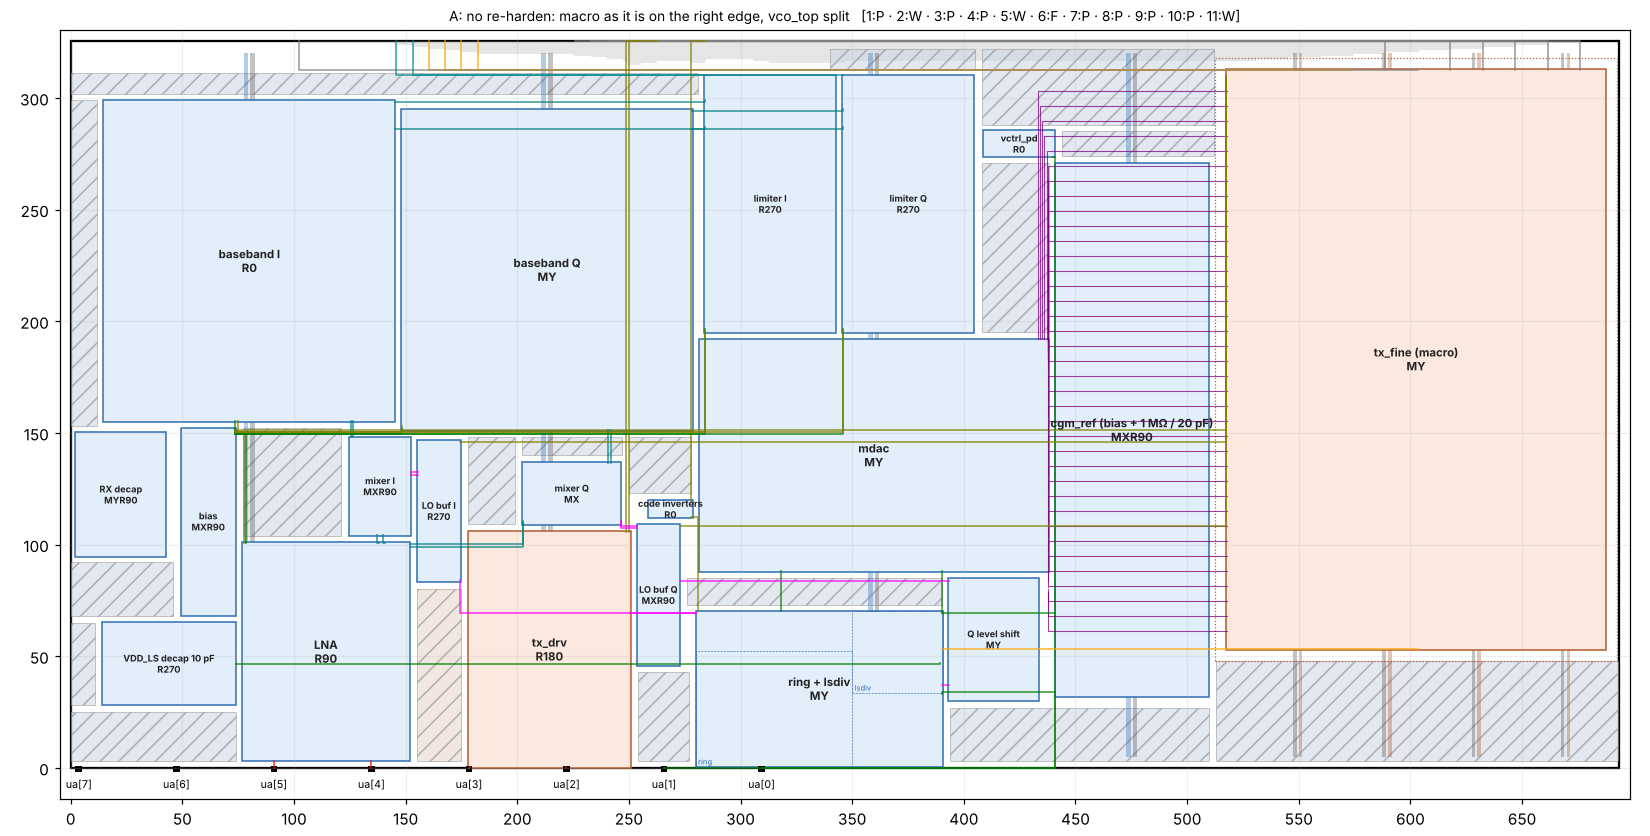 A: no re-harden: macro as it is on the right edge, vco_top split [1:P · 2:W · 3:P · 4:P · 5:W · 6:F · 7:P · 8:P · 9:P · 10:P · 11:W]
300
250
200
150
100
50
0
baseband I
R0
baseband Q
MY
limiter I
R270
limiter Q
R270
vctrl_pd
R0
tx_fine (macro)
MY
cgm_ref (bias + 1 MΩ / 20 pF)
MXR90
mdac
MY
RX decap
MYR90
bias
MXR90
mixer I
MXR90
LO buf I
R270
mixer Q
MX
code inverters
R0
LO buf Q
MXR90
VDD_LS decap 10 pF
R270
LNA
R90
tx_drv
R180
ring + lsdiv
MY
lsdiv
ring
Q level shift
MY
ua[7]
ua[6]
ua[5]
ua[4]
ua[3]
ua[2]
ua[1]
ua[0]
0
50
100
150
200
250
300
350
400
450
500
550
600
650